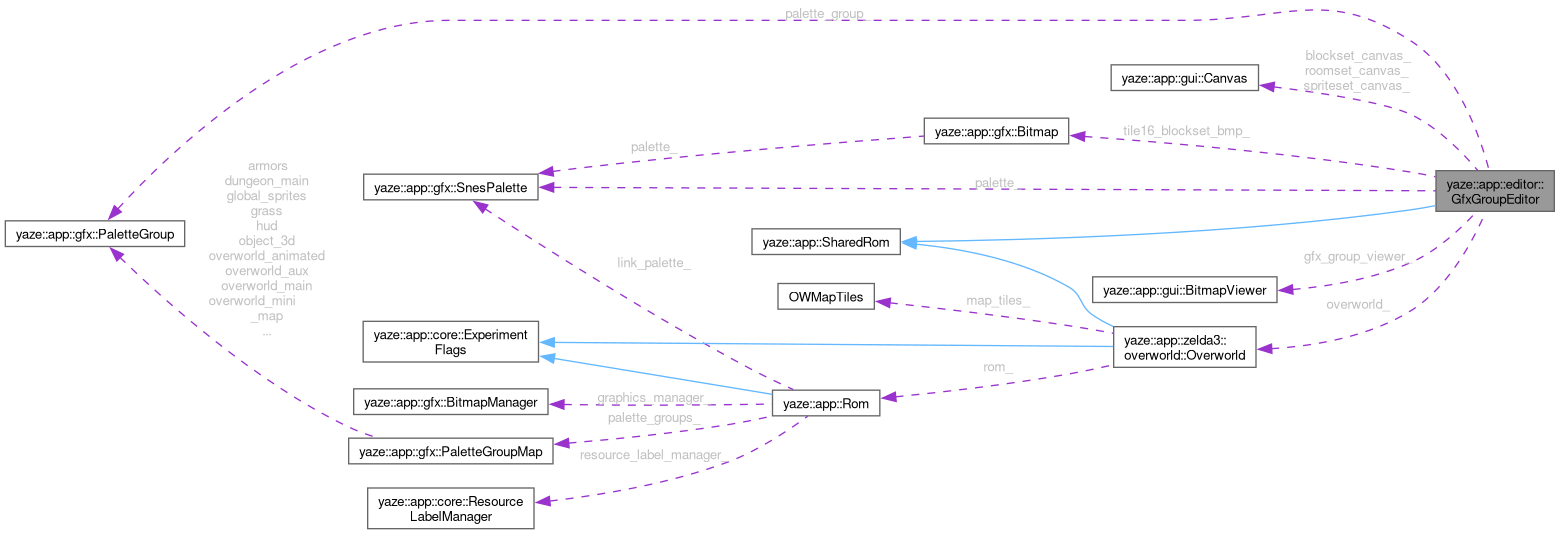 palette_group_
blockset_canvas_
roomset_canvas_
spriteset_canvas_
yaze::app::gui::Canvas
yaze::app::gfx::Bitmap
tile16_blockset_bmp_
palette_
yaze::app::gfx::SnesPalette
palette_
yaze::app::editor::
GfxGroupEditor
armors
dungeon_main
global_sprites
grass
hud
object_3d
overworld_animated
overworld_aux
overworld_main
overworld_mini
_map
...
yaze::app::gfx::PaletteGroup
yaze::app::SharedRom
link_palette_
gfx_group_viewer_
yaze::app::gui::BitmapViewer
OWMapTiles
map_tiles_
overworld_
yaze::app::core::Experiment
Flags
yaze::app::zelda3::
overworld::Overworld
rom_
yaze::app::gfx::BitmapManager
graphics_manager_
yaze::app::Rom
palette_groups_
yaze::app::gfx::PaletteGroupMap
resource_label_manager_
yaze::app::core::Resource
LabelManager